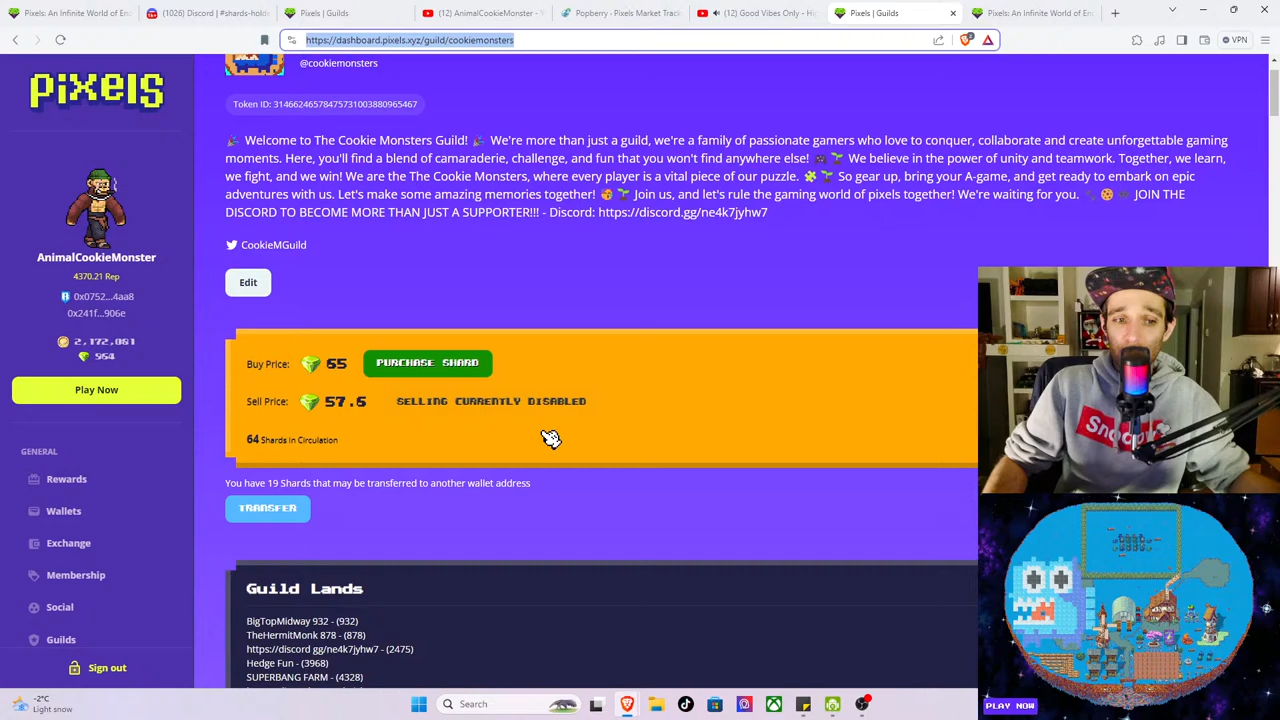 Pixels: An Infinite World of En
(1026) Discord | #shards-hold
Pixels | Guilds
(12) AnimalCookieMonster - 
Popberry - Pixels Market Track
(12) Good Vibes Only - Hi
Pixels | Guilds
Pixels: An Infinite World of En
https://dashboard.pixels.xyz/guild/cookiemonsters
VPN
pixels
AnimalCookieMonster
4370.21 Rep
0x0752...4aa8
0x241f...906e
2,172,001
964
Play Now
GENERAL
Rewards
Wallets
Exchange
Membership
Social
Guilds
Sign out
@cookiemonsters
Token ID: 31466246578475731003880965467
🎉 Welcome to The Cookie Monsters Guild! 🎉 We're more than just a guild, we're a family of passionate gamers who love to conquer, collaborate and create unforgettable gaming
moments. Here, you'll find a blend of camaraderie, challenge, and fun that you won't find anywhere else! 🎮 🌱 We believe in the power of unity and teamwork. Together, we learn,
we fight, and we win! We are the The Cookie Monsters, where every player is a vital piece of our puzzle. 🧩 🌱 So gear up, bring your A-game, and get ready to embark on epic
adventures with us. Let's make some amazing memories together! 🥳 🌱 Join us, and let's rule the gaming world of pixels together! We're waiting for you. 🍪 JOIN THE
DISCORD TO BECOME MORE THAN JUST A SUPPORTER!!! - Discord: https://discord.gg/ne4k7jyhw7
CookieMGuild
Edit
Buy Price: 65 PURCHASE SHARD
Sell Price: 57.6 SELLING CURRENTLY DISABLED
64 Shards in Circulation
You have 19 Shards that may be transferred to another wallet address
TRANSFER
Guild Lands
BigTopMidway 932 - (932)
TheHermitMonk 878 - (878)
https://discord gg/ne4k7jyhw7 - (2475)
Hedge Fun - (3968)
SUPERBANG FARM - (4328)
PLAY NOW
-2°C
Light snow
Search